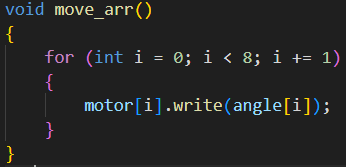 void move_arr()
{
    for (int i = 0; i < 8; i += 1)
    {
        motor[i].write(angle[i]);
    }
}